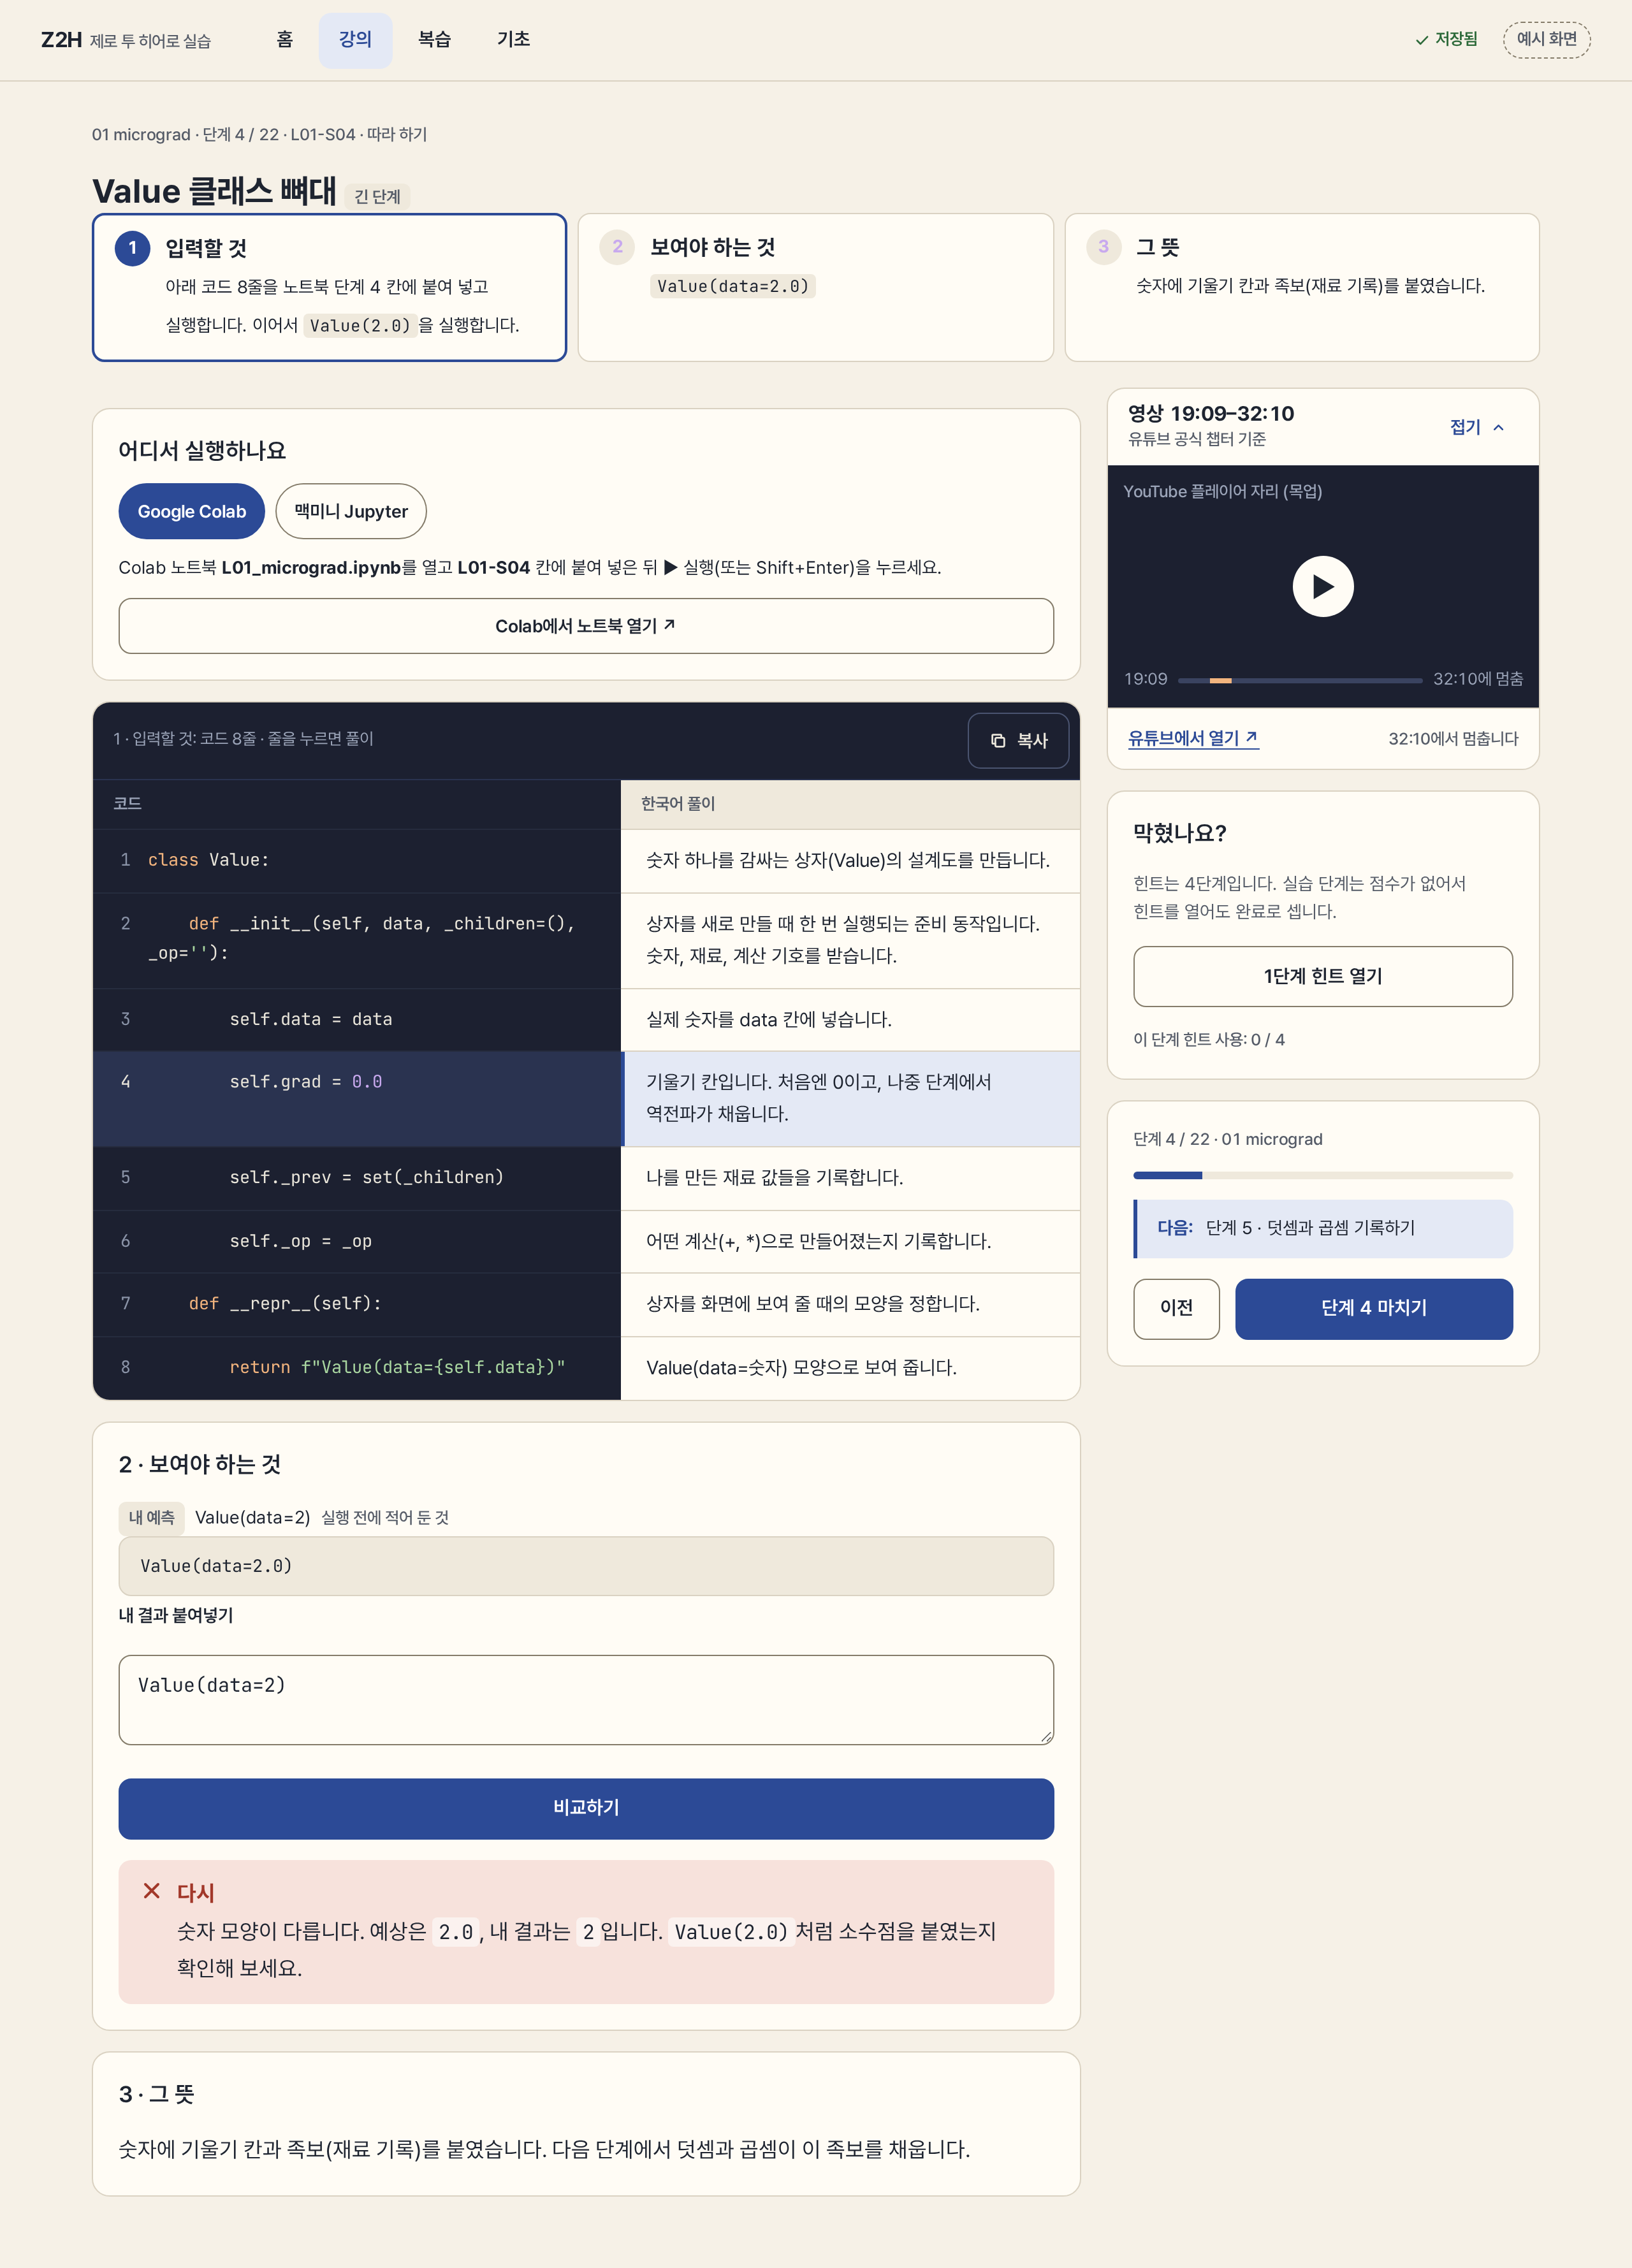 Z2H 제로 투 히어로 실습 홈 강의 복습 기초 저장됨 예시 화면
01 micrograd · 단계 4 / 22 · L01-S04 · 따라 하기
Value 클래스 뼈대 긴 단계
1 입력할 것
아래 코드 8줄을 노트북 단계 4 칸에 붙여 넣고
실행합니다. 이어서 Value(2.0)을 실행합니다.
2 보여야 하는 것
Value(data=2.0)
3 그 뜻
숫자에 기울기 칸과 족보(재료 기록)를 붙였습니다.
어디서 실행하나요
Google Colab 맥미니 Jupyter
Colab 노트북 L01_micrograd.ipynb를 열고 L01-S04 칸에 붙여 넣은 뒤 ▶ 실행(또는 Shift+Enter)을 누르세요.
Colab에서 노트북 열기 ↗
1 · 입력할 것: 코드 8줄 · 줄을 누르면 풀이 복사
코드 한국어 풀이
1 class Value: 숫자 하나를 감싸는 상자(Value)의 설계도를 만듭니다.
2 def __init__(self, data, _children=(), 상자를 새로 만들 때 한 번 실행되는 준비 동작입니다.
_op=''): 숫자, 재료, 계산 기호를 받습니다.
3 self.data = data 실제 숫자를 data 칸에 넣습니다.
4 self.grad = 0.0 기울기 칸입니다. 처음엔 0이고, 나중 단계에서
역전파가 채웁니다.
5 self._prev = set(_children) 나를 만든 재료 값들을 기록합니다.
6 self._op = _op 어떤 계산(+, *)으로 만들어졌는지 기록합니다.
7 def __repr__(self): 상자를 화면에 보여 줄 때의 모양을 정합니다.
8 return f"Value(data={self.data})" Value(data=숫자) 모양으로 보여 줍니다.
2 · 보여야 하는 것
내 예측 Value(data=2) 실행 전에 적어 둔 것
Value(data=2.0)
내 결과 붙여넣기
Value(data=2)
비교하기
다시
숫자 모양이 다릅니다. 예상은 2.0, 내 결과는 2입니다. Value(2.0)처럼 소수점을 붙였는지
확인해 보세요.
3 · 그 뜻
숫자에 기울기 칸과 족보(재료 기록)를 붙였습니다. 다음 단계에서 덧셈과 곱셈이 이 족보를 채웁니다.
영상 19:09–32:10
유튜브 공식 챕터 기준
접기
YouTube 플레이어 자리 (목업)
19:09 32:10에 멈춤
유튜브에서 열기 ↗ 32:10에서 멈춥니다
막혔나요?
힌트는 4단계입니다. 실습 단계는 점수가 없어서
힌트를 열어도 완료로 셉니다.
1단계 힌트 열기
이 단계 힌트 사용: 0 / 4
단계 4 / 22 · 01 micrograd
다음: 단계 5 · 덧셈과 곱셈 기록하기
이전 단계 4 마치기